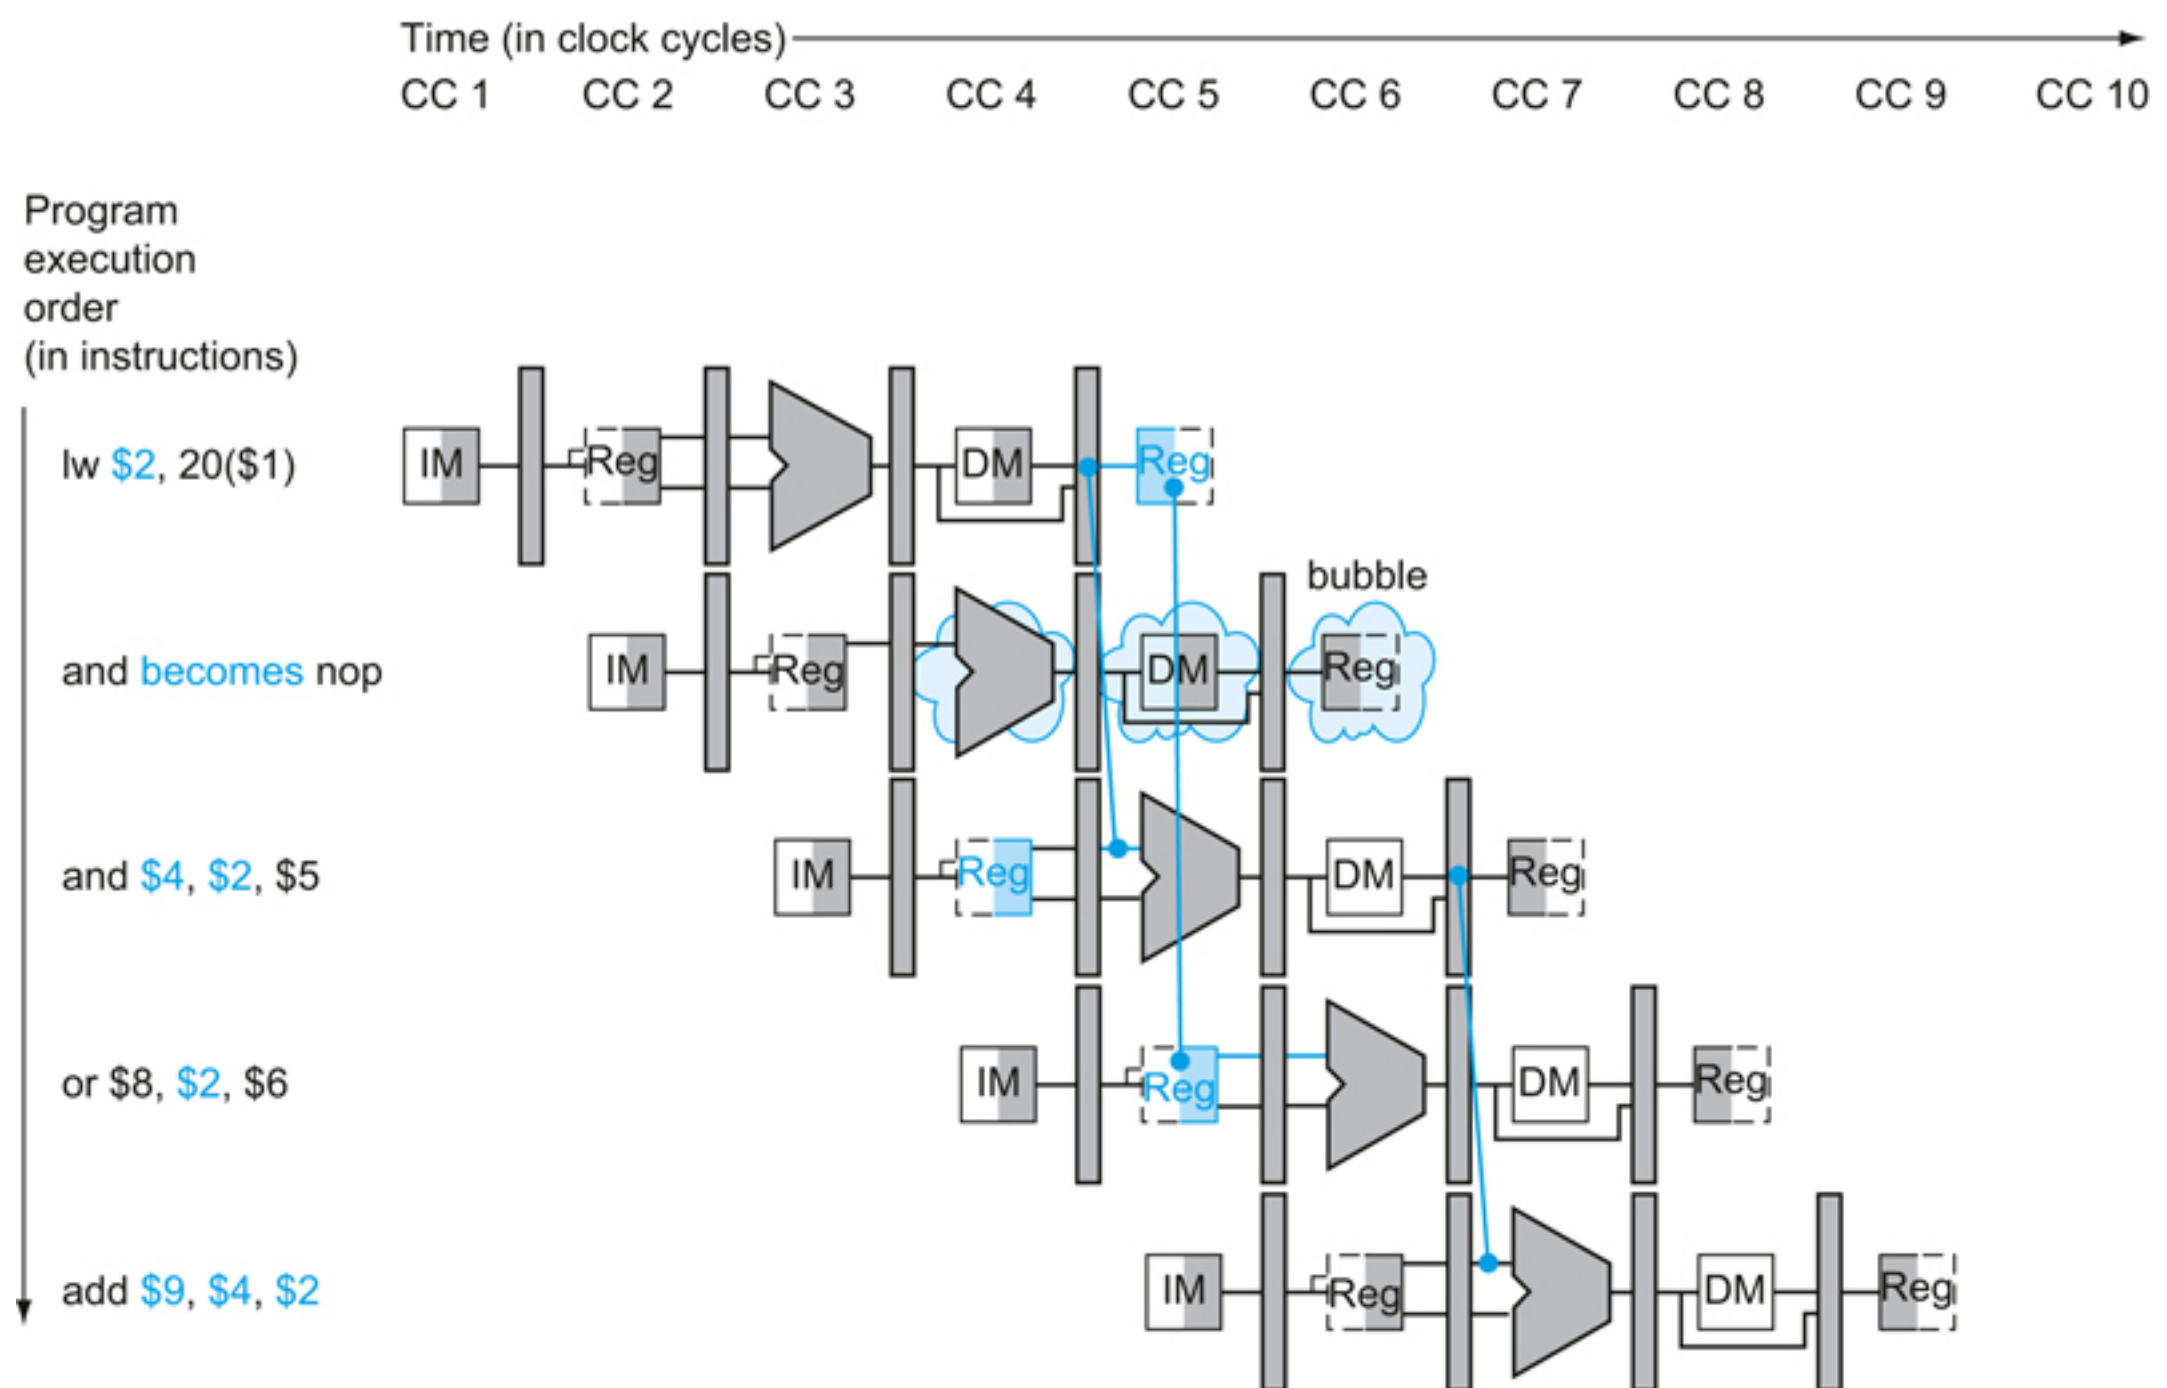 Time (in clock cycles)
CC 1 CC 2 CC 3 CC 4 CC 5 CC 6 CC 7 CC 8 CC 9 CC 10
Program
execution
order
(in instructions)
lw $2, 20($1)
IM Reg DM Reg
bubble
and becomes nop
IM Reg DM Reg
and $4, $2, $5
IM Reg DM Reg
or $8, $2, $6
IM Reg DM Reg
add $9, $4, $2
IM Reg DM Reg